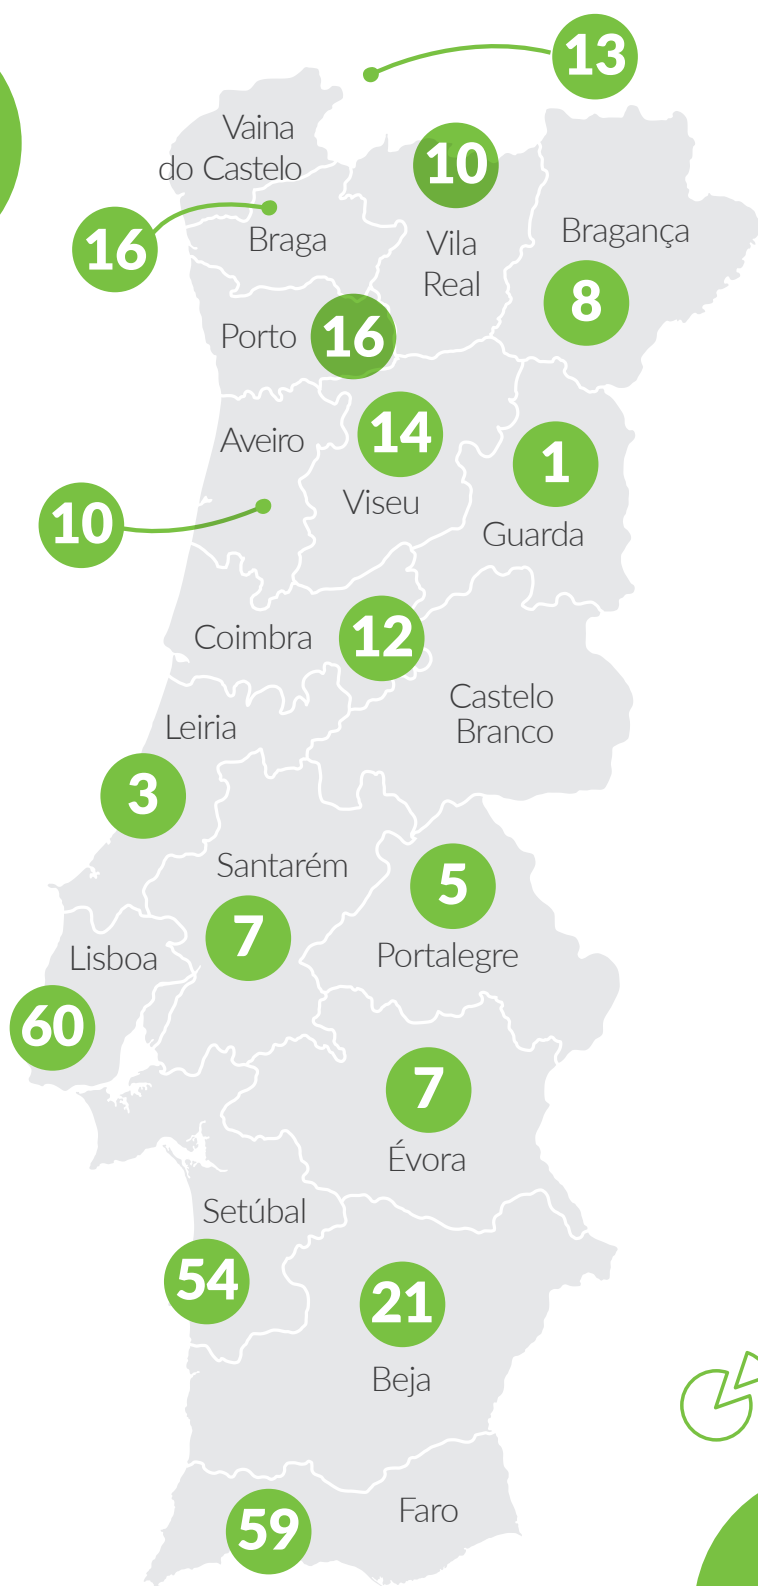 13
Vaina
do Castelo
10
16
Braga
Vila
Real
Bragança
8
Porto
16
Aveiro
14
Viseu
1
Guarda
10
Coimbra
12
Castelo
Branco
Leiria
3
Santarém
7
5
Portalegre
Lisboa
60
7
Évora
Setúbal
54
21
Beja
59
Faro